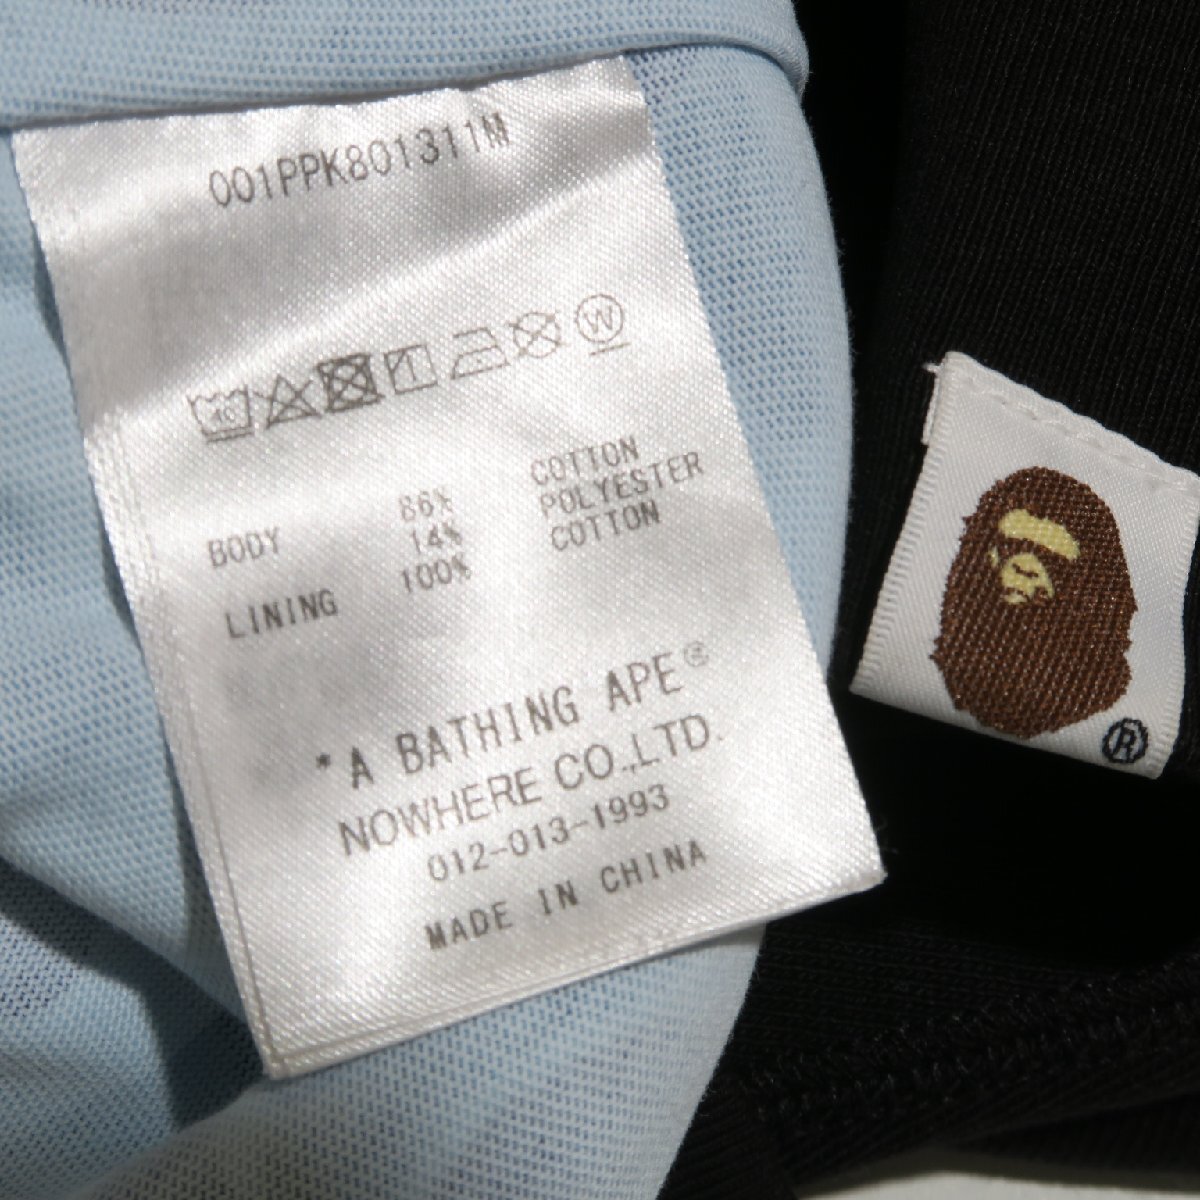 001PPK801311M
40
W
BODY 86% COTTON
14% POLYESTER
LINING 100% COTTON
*A BATHING APE®
NOWHERE CO.,LTD.
012-013-1993
MADE IN CHINA
®